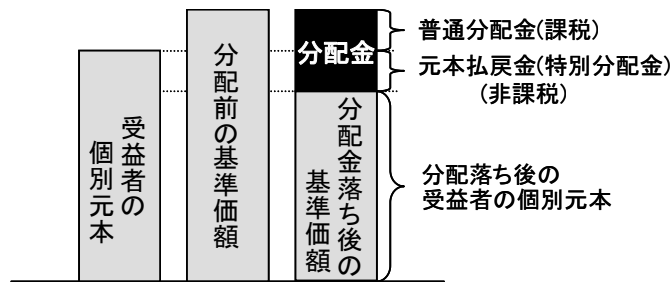 受益者の
個別元本
分配前の基準価額
分配金
分配金落ち後の
基準価額
普通分配金(課税)
元本払戻金(特別分配金)
(非課税)
分配落ち後の
受益者の個別元本